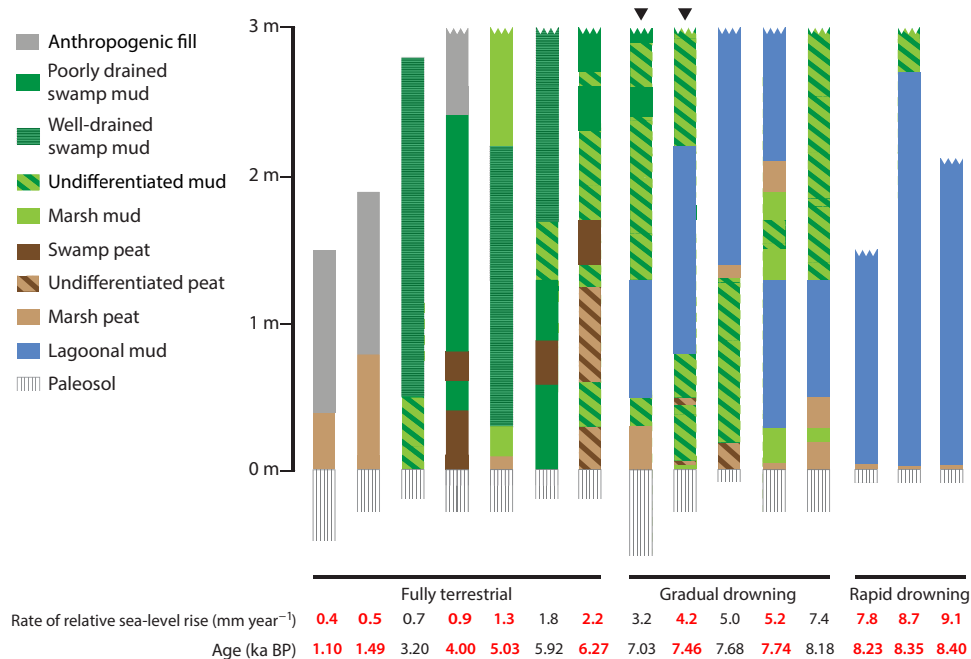 Anthropogenic fill
Poorly drained
swamp mud
Well-drained
swamp mud
Undifferentiated mud
Marsh mud
Swamp peat
Undifferentiated peat
Marsh peat
Lagoonal mud
Paleosol
3 m
2 m
1 m
0 m
Fully terrestrial Gradual drowning Rapid drowning
Rate of relative sea-level rise (mm year⁻¹) 0.4 0.5 0.7 0.9 1.3 1.8 2.2 3.2 4.2 5.0 5.2 7.4 7.8 8.7 9.1
Age (ka BP) 1.10 1.49 3.20 4.00 5.03 5.92 6.27 7.03 7.46 7.68 7.74 8.18 8.23 8.35 8.40